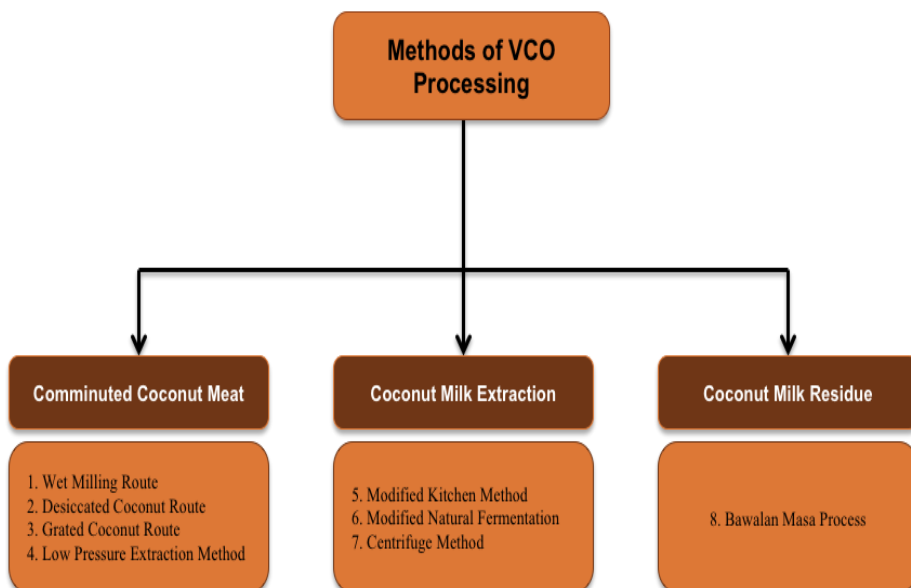 Methods of VCO
Processing
Comminuted Coconut Meat
1. Wet Milling Route
2. Desiccated Coconut Route
3. Grated Coconut Route
4. Low Pressure Extraction Method
Coconut Milk Extraction
5. Modified Kitchen Method
6. Modified Natural Fermentation
7. Centrifuge Method
Coconut Milk Residue
8. Bawalan Masa Process